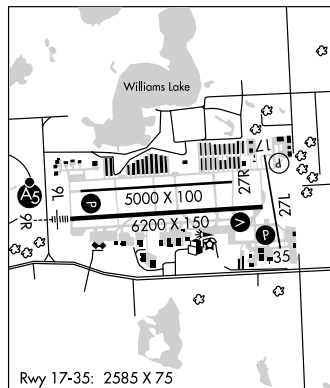 Williams Lake
17
P
27R
A5
9L
P
5000 X 100
27L
9R
6200 X 150
V
P
35
Rwy 17-35: 2585 X 75